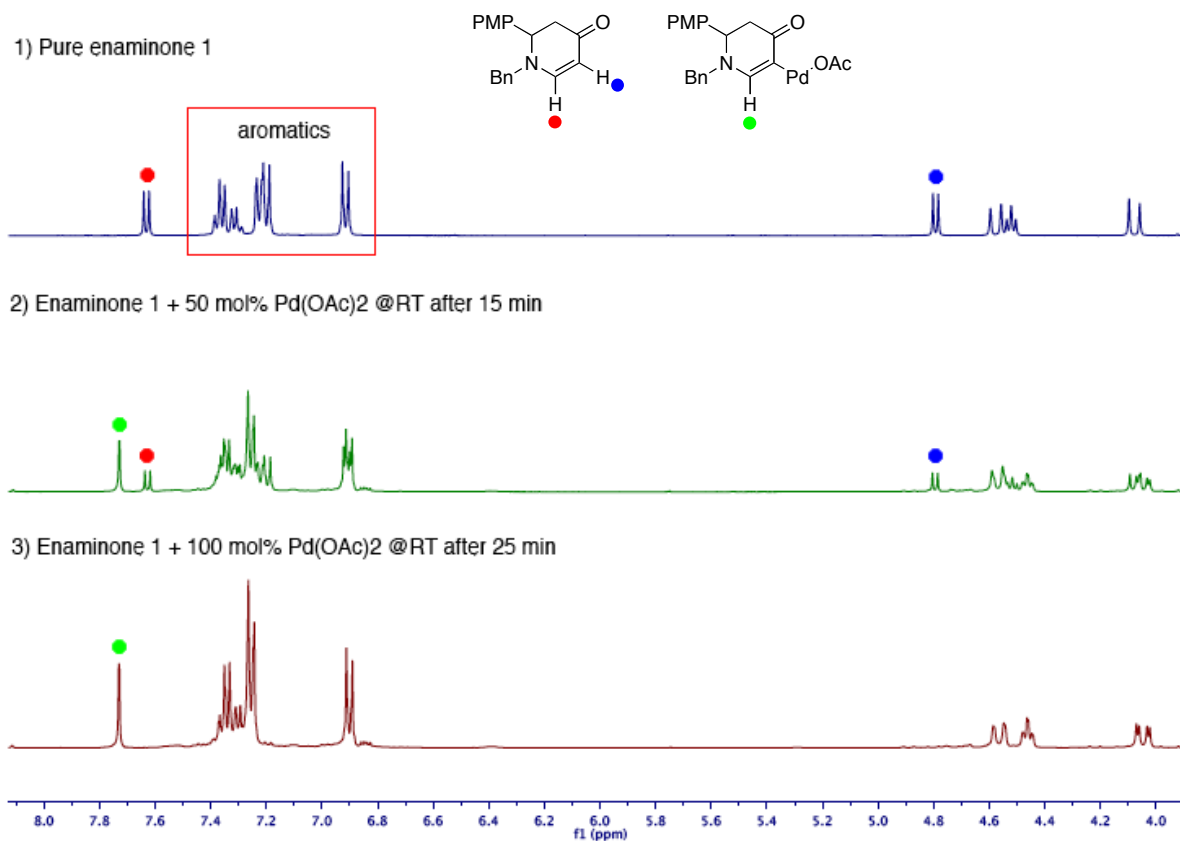 1) Pure enaminone 1
PMP
O
N
Bn
H
H
PMP
O
N
Bn
Pd
OAc
H
aromatics
2) Enaminone 1 + 50 mol% Pd(OAc)2 @RT after 15 min
3) Enaminone 1 + 100 mol% Pd(OAc)2 @RT after 25 min
8.0 7.8 7.6 7.4 7.2 7.0 6.8 6.6 6.4 6.2 6.0 5.8 5.6 5.4 5.2 5.0 4.8 4.6 4.4 4.2 4.0
f1 (ppm)